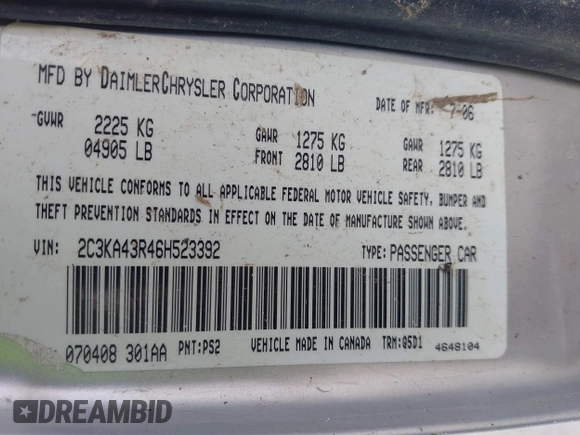 MFD BY DAIMLERCHRYSLER CORPORATION
DATE OF MFR: 7-06
GVWR 2225 KG GAWR 1275 KG GAWR 1275 KG
04905 LB FRONT 2810 LB REAR 2810 LB
THIS VEHICLE CONFORMS TO ALL APPLICABLE FEDERAL MOTOR VEHICLE SAFETY, BUMPER AND
THEFT PREVENTION STANDARDS IN EFFECT ON THE DATE OF MANUFACTURE SHOWN ABOVE.
VIN: 2C3KA43R46H523392 TYPE: PASSENGER CAR
070408 301AA PNT:PS2 VEHICLE MADE IN CANADA TRM:Q5D1 4648104
DREAMBID